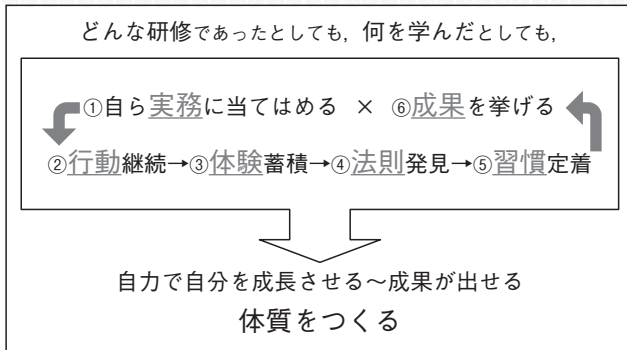 どんな研修であったとしても，何を学んだとしても，
①自ら実務に当てはめる × ⑥成果を挙げる
②行動継続→③体験蓄積→④法則発見→⑤習慣定着
自力で自分を成長させる～成果が出せる
体質をつくる